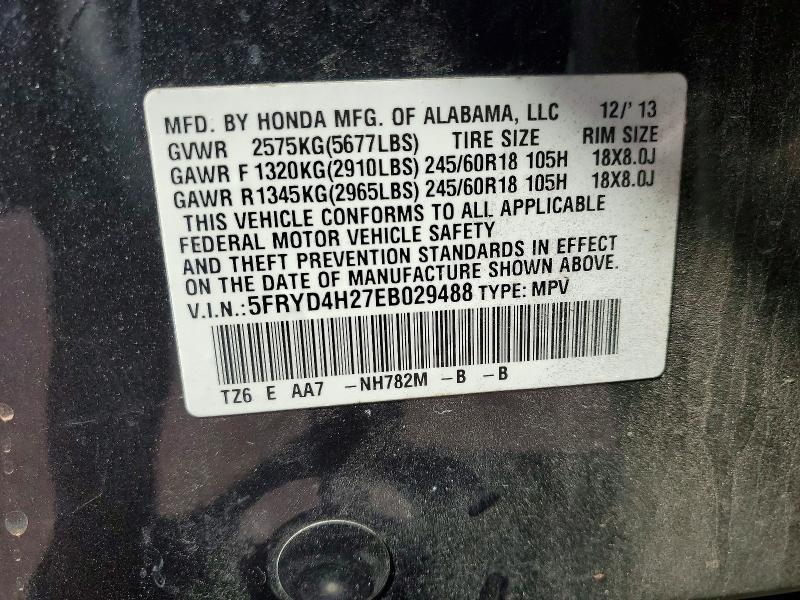 MFD. BY HONDA MFG. OF ALABAMA, LLC 12/' 13
GVWR 2575KG(5677LBS) TIRE SIZE RIM SIZE
GAWR F 1320KG(2910LBS) 245/60R18 105H 18X8.0J
GAWR R1345KG(2965LBS) 245/60R18 105H 18X8.0J
THIS VEHICLE CONFORMS TO ALL APPLICABLE
FEDERAL MOTOR VEHICLE SAFETY
AND THEFT PREVENTION STANDARDS IN EFFECT
ON THE DATE OF MANUFACTURE SHOWN ABOVE.
V.I.N.:5FRYD4H27EB029488 TYPE: MPV
TZ6 E AA7 -NH782M -B -B